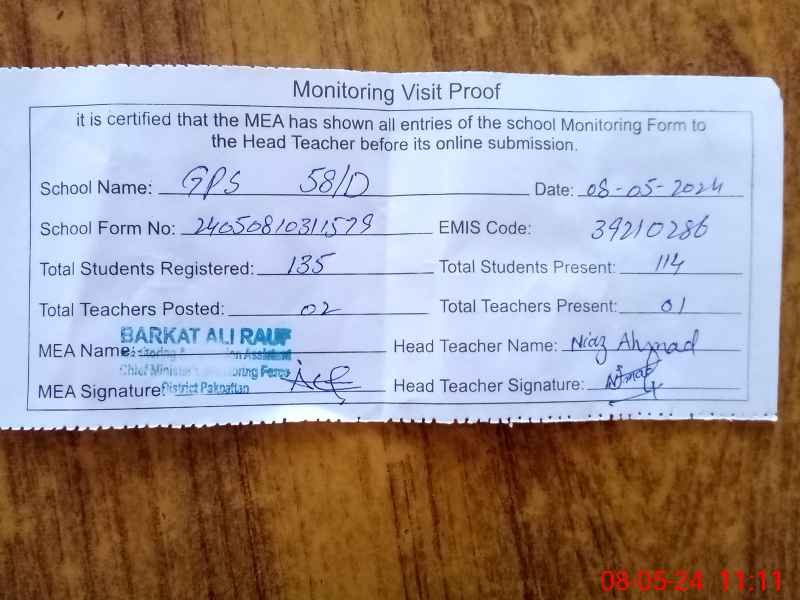 Monitoring Visit Proof
it is certified that the MEA has shown all entries of the school Monitoring Form to
the Head Teacher before its online submission.
School Name: GPS 58/D Date: 08-05-2024
School Form No: 24050810311579 EMIS Code: 39210286
Total Students Registered: 135 Total Students Present: 114
Total Teachers Posted: 02 Total Teachers Present: 01
BARKAT ALI RAUF
MEA Name: Head Teacher Name: Niaz Ahmad
Assistant
Chief Minister Monitoring Force
MEA Signature: District Pakpattan Head Teacher Signature:
08-05-24 11:11